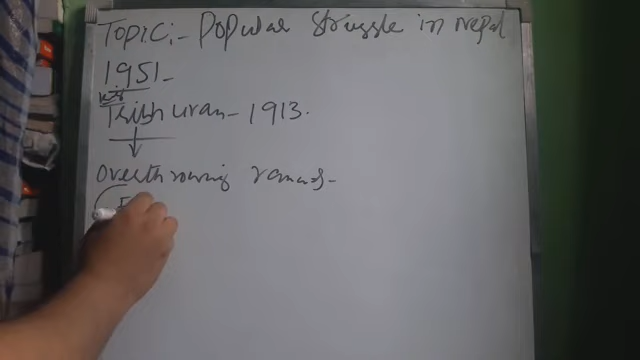 Topic:- Popular Struggle in Nepal
1951-
Tribhuvan - 1913.
Overthrowing ranas-